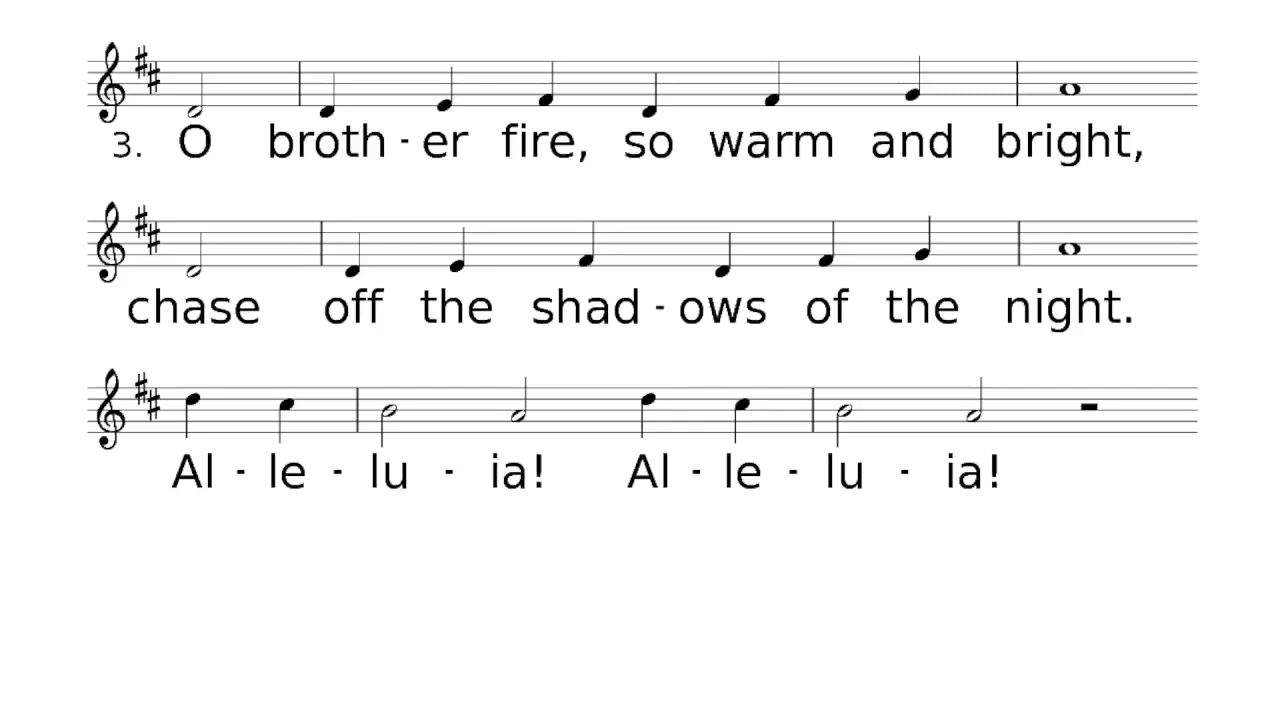 3. O broth - er fire, so warm and bright,
chase off the shad - ows of the night.
Al - le - lu - ia! Al - le - lu - ia!